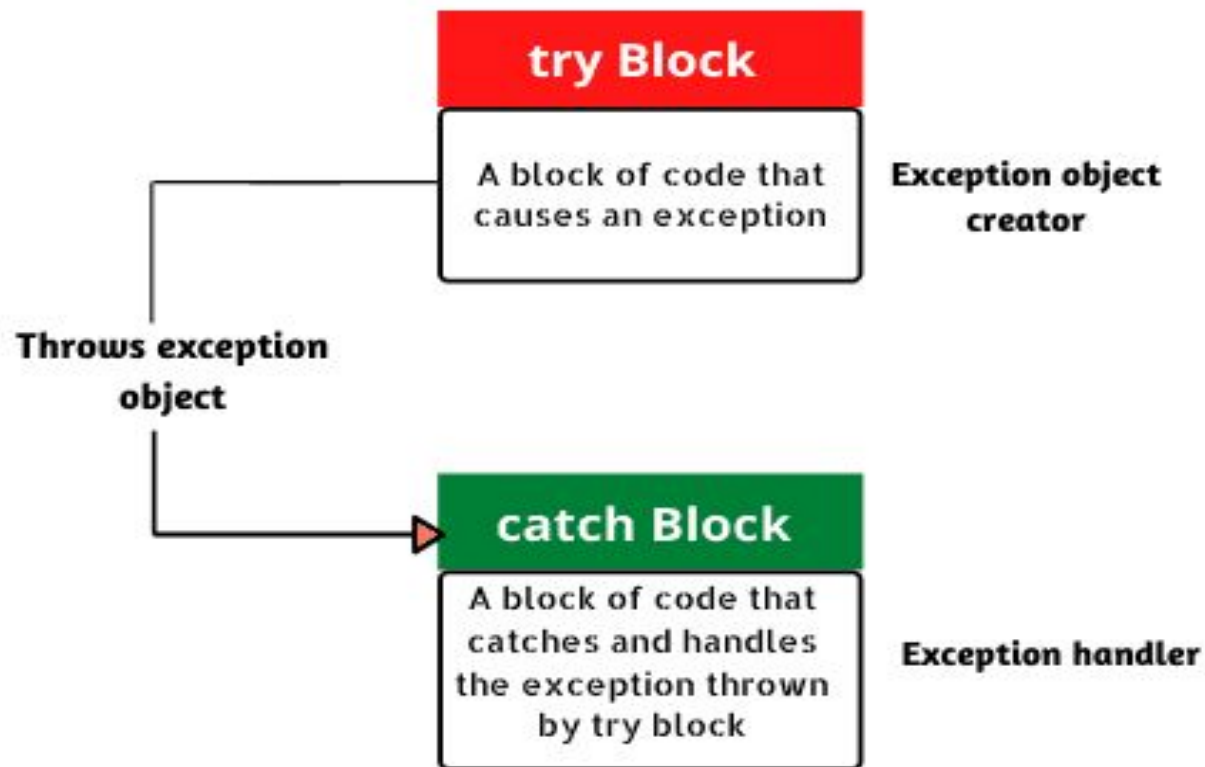 try Block
A block of code that
causes an exception
Exception object
creator
Throws exception
object
catch Block
A block of code that
catches and handles
the exception thrown
by try block
Exception handler